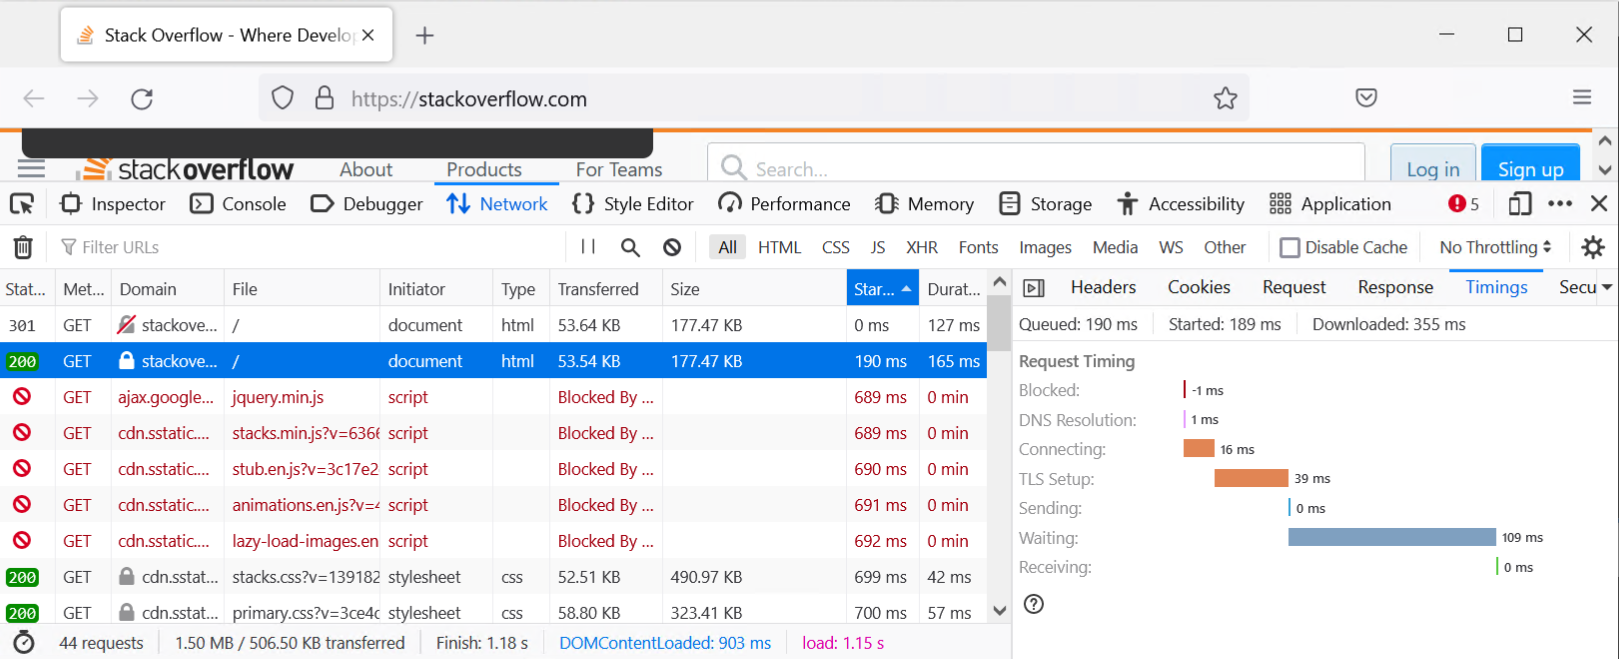 Stack Overflow - Where Develop
https://stackoverflow.com
stackoverflow About Products For Teams Search... Log in Sign up
Inspector Console Debugger Network Style Editor Performance Memory Storage Accessibility Application 5
Filter URLs All HTML CSS JS XHR Fonts Images Media WS Other Disable Cache No Throttling
Stat... Met... Domain File Initiator Type Transferred Size Star... Durat... Headers Cookies Request Response Timings Secu
301 GET stackove... / document html 53.64 KB 177.47 KB 0 ms 127 ms Queued: 190 ms Started: 189 ms Downloaded: 355 ms
200 GET stackove... / document html 53.54 KB 177.47 KB 190 ms 165 ms Request Timing
Blocked: -1 ms
GET ajax.google... jquery.min.js script Blocked By ... 689 ms 0 min
DNS Resolution: 1 ms
GET cdn.sstatic.... stacks.min.js?v=6366 script Blocked By ... 689 ms 0 min
Connecting: 16 ms
GET cdn.sstatic.... stub.en.js?v=3c17e2 script Blocked By ... 690 ms 0 min
TLS Setup: 39 ms
GET cdn.sstatic.... animations.en.js?v=4 script Blocked By ... 691 ms 0 min
Sending: 0 ms
GET cdn.sstatic.... lazy-load-images.en script Blocked By ... 692 ms 0 min
Waiting: 109 ms
200 GET cdn.sstat... stacks.css?v=139182 stylesheet css 52.51 KB 490.97 KB 699 ms 42 ms
Receiving: 0 ms
200 GET cdn.sstat... primary.css?v=3ce4c stylesheet css 58.80 KB 323.41 KB 700 ms 57 ms
44 requests 1.50 MB / 506.50 KB transferred Finish: 1.18 s DOMContentLoaded: 903 ms load: 1.15 s